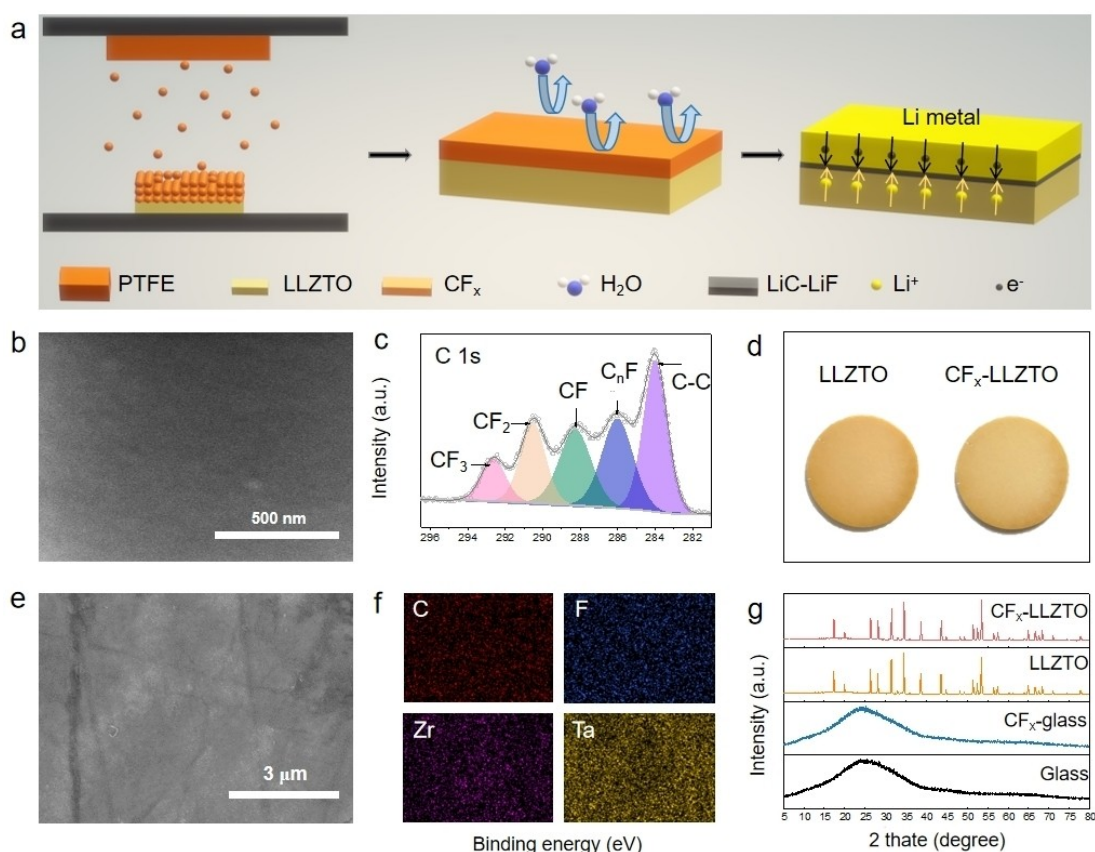 a
Li metal
PTFE LLZTO CFₓ H₂O LiC-LiF Li⁺ e⁻
b
500 nm
c
C 1s
CF₃
CF₂
CF
CₙF
C-C
Intensity (a.u.)
296 294 292 290 288 286 284 282
d
LLZTO CFₓ-LLZTO
e
3 μm
f
C F
Zr Ta
Binding energy (eV)
g
CFₓ-LLZTO
LLZTO
CFₓ-glass
Glass
Intensity (a.u.)
5 10 15 20 25 30 35 40 45 50 55 60 65 70 75 80
2 thate (degree)